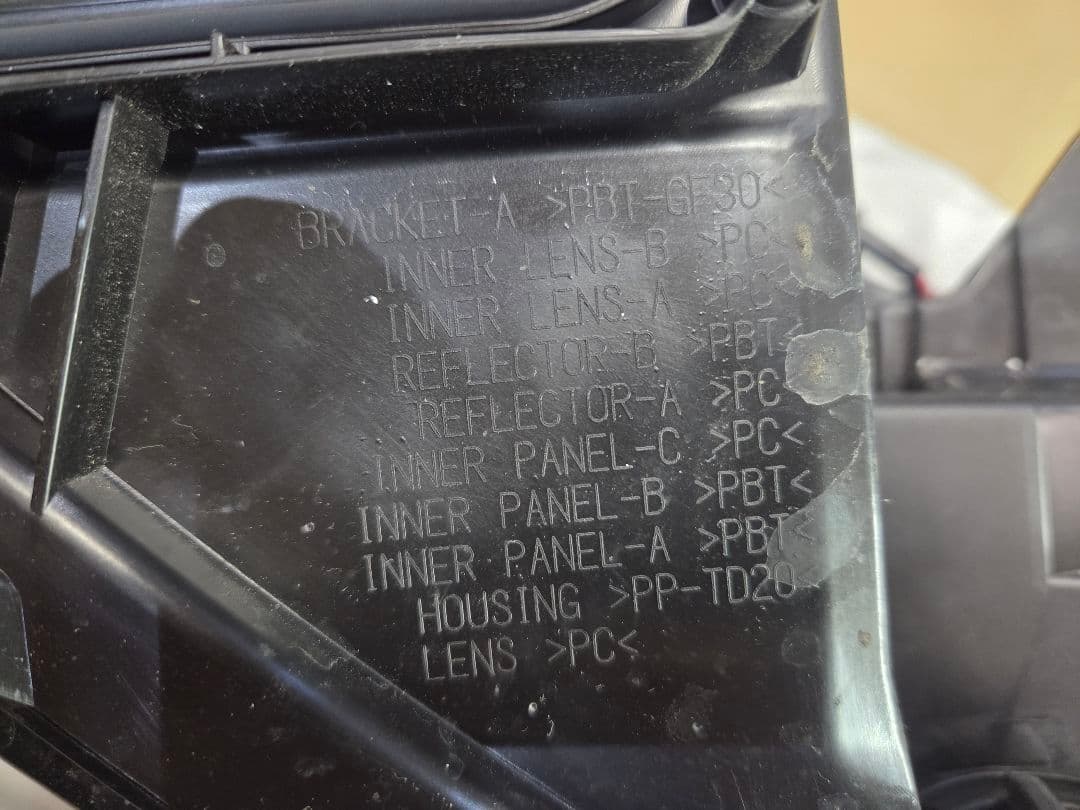 BRACKET-A >PBT-GF30<
INNER LENS-B >PC<
INNER LENS-A >PC<
REFLECTOR-B >PBT<
REFLECTOR-A >PC
INNER PANEL-C >PC<
INNER PANEL-B >PBT<
INNER PANEL-A >PBT<
HOUSING >PP-TD20<
LENS >PC<